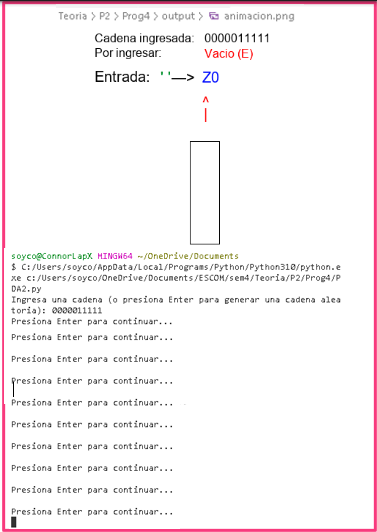 Teoria > P2 > Prog4 > output > animacion.png
Cadena ingresada: 0000011111
Por ingresar: Vacio (E)
Entrada: ' '—> Z0
^
|
soyco@ConnorLapX MINGW64 ~/OneDrive/Documents
$ C:/Users/soyco/AppData/Local/Programs/Python/Python310/python.e
xe c:/Users/soyco/OneDrive/Documents/ESCOM/sem4/Teoria/P2/Prog4/P
DA2.py
Ingresa una cadena (o presiona Enter para generar una cadena alea
toria): 0000011111
Presiona Enter para continuar...
Presiona Enter para continuar...
Presiona Enter para continuar...
Presiona Enter para continuar...
Presiona Enter para continuar...
Presiona Enter para continuar...
Presiona Enter para continuar...
Presiona Enter para continuar...
Presiona Enter para continuar...
Presiona Enter para continuar...